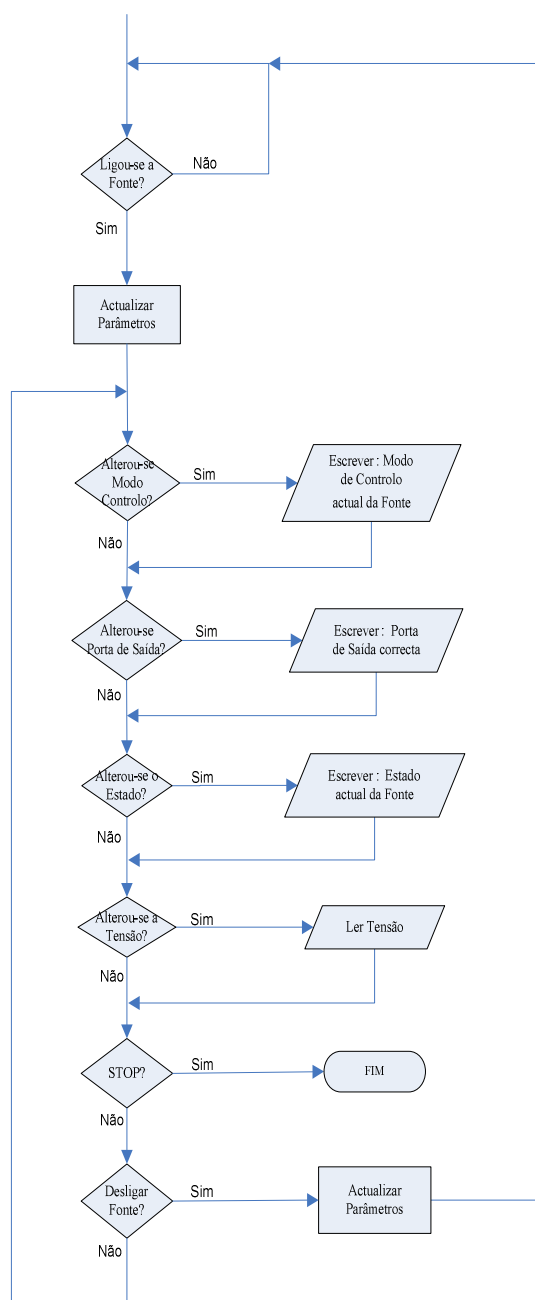 Ligou-se a
Fonte?
Não
Sim
Actualizar
Parâmetros
Alterou-se
Modo
Controlo?
Sim
Escrever : Modo
de Controlo
actual da Fonte
Não
Alterou-se
Porta de Saída?
Sim
Escrever : Porta
de Saída correcta
Não
Alterou-se o
Estado?
Sim
Escrever : Estado
actual da Fonte
Não
Alterou-se a
Tensão?
Sim
Ler Tensão
Não
STOP?
Sim
FIM
Não
Desligar
Fonte?
Sim
Actualizar
Parâmetros
Não